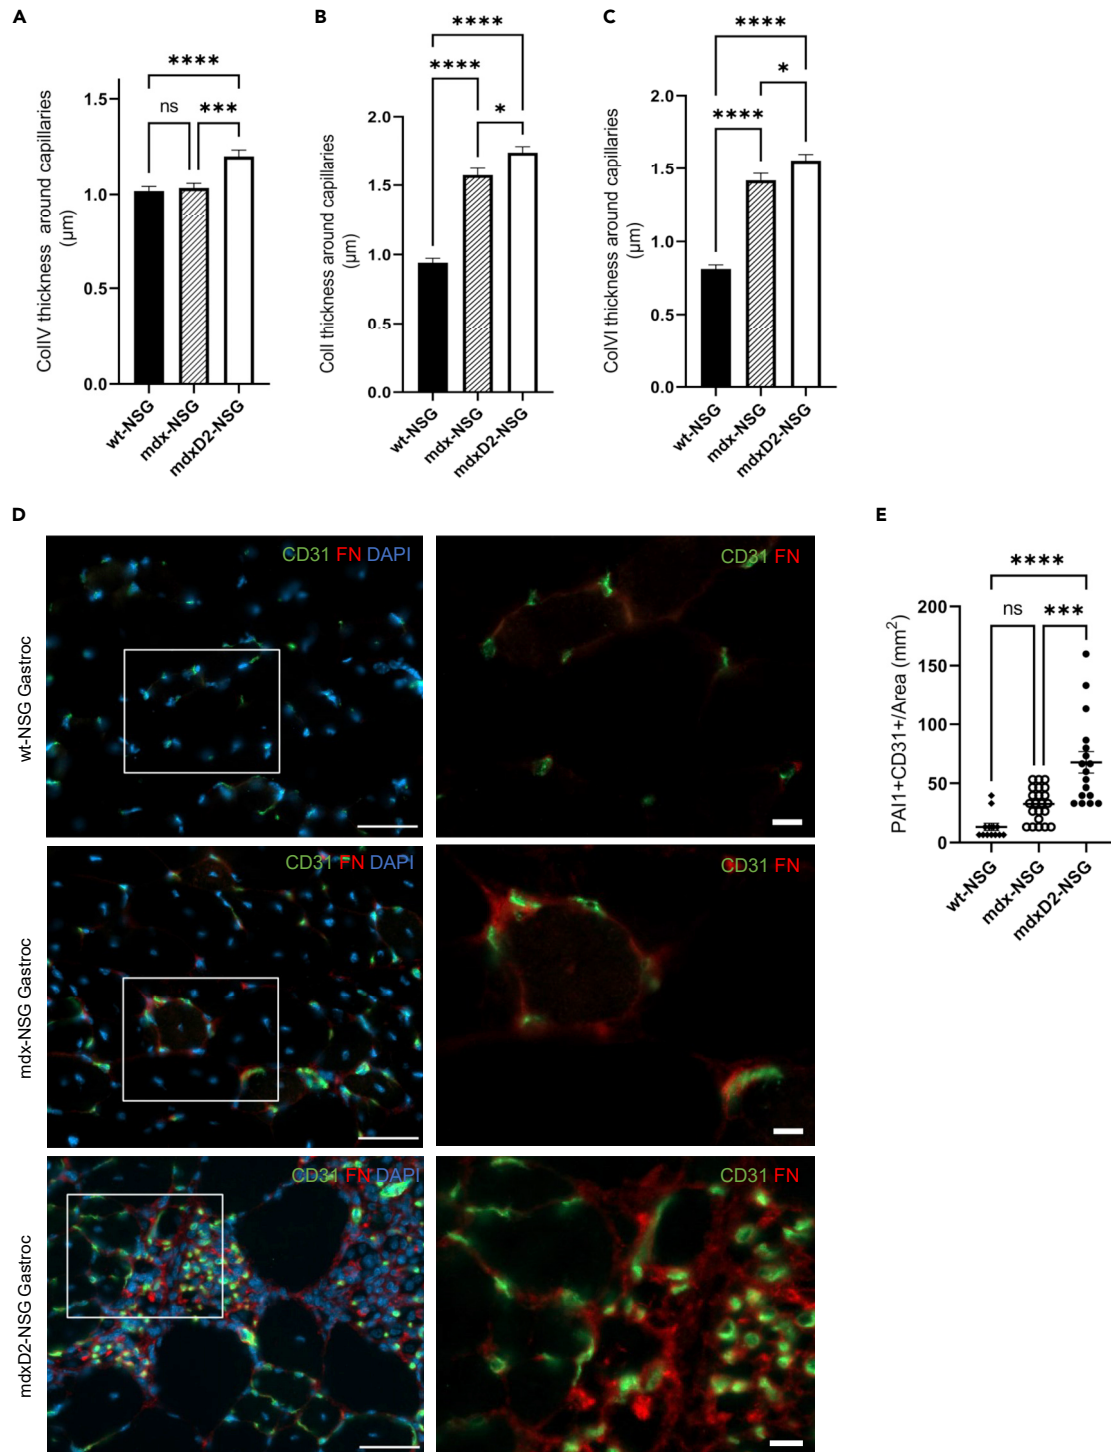 A
ColIV thickness around capillaries
(μm)
1.5
1.0
0.5
0.0
****
ns
***
wt-NSG
mdx-NSG
mdxD2-NSG
B
ColI thickness around capillaries
(μm)
2.0
1.5
1.0
0.5
0.0
****
****
*
wt-NSG
mdx-NSG
mdxD2-NSG
C
ColVI thickness around capillaries
(μm)
2.0
1.5
1.0
0.5
0.0
****
*
****
wt-NSG
mdx-NSG
mdxD2-NSG
D
wt-NSG Gastroc
CD31 FN DAPI
CD31 FN
mdx-NSG Gastroc
CD31 FN DAPI
CD31 FN
mdxD2-NSG Gastroc
CD31 FN DAPI
CD31 FN
E
PAI1+CD31+/Area (mm²)
200
150
100
50
0
****
ns
***
wt-NSG
mdx-NSG
mdxD2-NSG